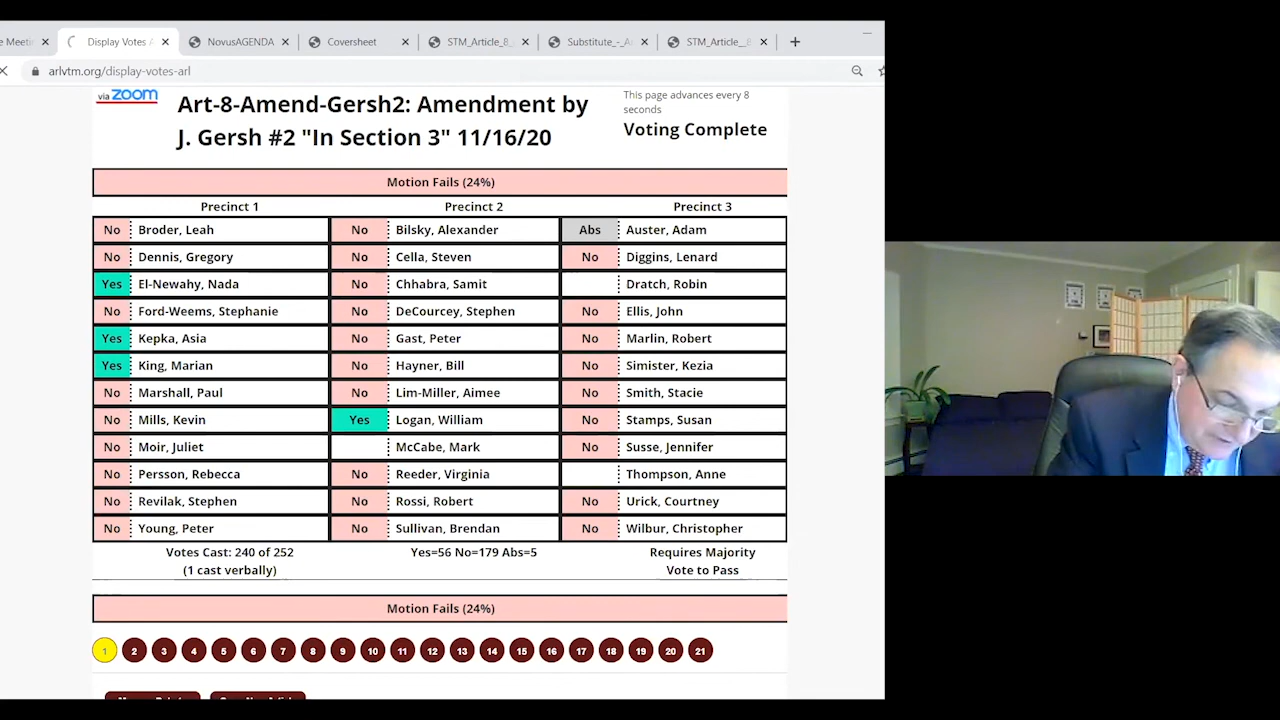 e Meeti
Display Votes A
NovusAGENDA
Coversheet
STM_Article_8_
Substitute_-_A
STM_Article__8
arlvtm.org/display-votes-arl
via zoom
Art-8-Amend-Gersh2: Amendment by
J. Gersh #2 "In Section 3" 11/16/20
This page advances every 8
seconds
Voting Complete
Motion Fails (24%)
Precinct 1 Precinct 2 Precinct 3
No Broder, Leah No Bilsky, Alexander Abs Auster, Adam
No Dennis, Gregory No Cella, Steven No Diggins, Lenard
Yes El-Newahy, Nada No Chhabra, Samit Dratch, Robin
No Ford-Weems, Stephanie No DeCourcey, Stephen No Ellis, John
Yes Kepka, Asia No Gast, Peter No Marlin, Robert
Yes King, Marian No Hayner, Bill No Simister, Kezia
No Marshall, Paul No Lim-Miller, Aimee No Smith, Stacie
No Mills, Kevin Yes Logan, William No Stamps, Susan
No Moir, Juliet McCabe, Mark No Susse, Jennifer
No Persson, Rebecca No Reeder, Virginia Thompson, Anne
No Revilak, Stephen No Rossi, Robert No Urick, Courtney
No Young, Peter No Sullivan, Brendan No Wilbur, Christopher
Votes Cast: 240 of 252 Yes=56 No=179 Abs=5 Requires Majority
(1 cast verbally) Vote to Pass
Motion Fails (24%)
1 2 3 4 5 6 7 8 9 10 11 12 13 14 15 16 17 18 19 20 21